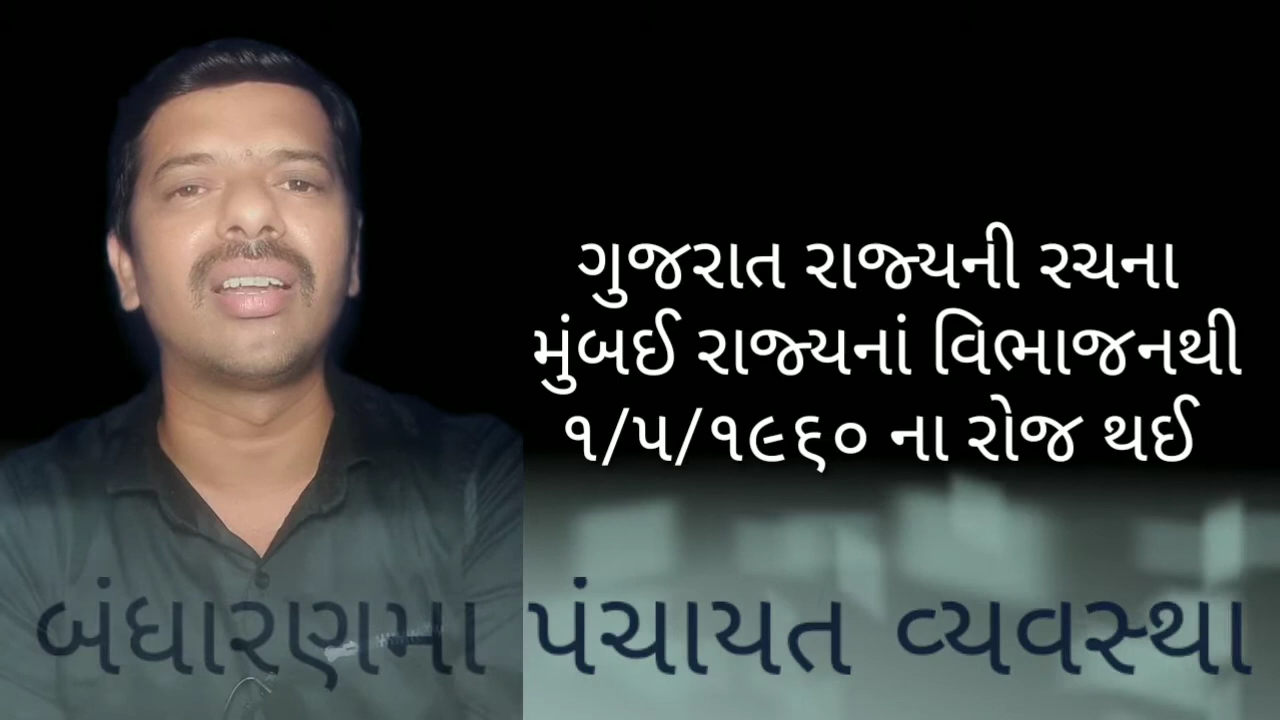 ગુજરાત રાજ્યની રચના
મુંબઈ રાજ્યનાં વિભાજનથી
૧/૫/૧૯૬૦ ના રોજ થઈ
બંધારણમા પંચાયત વ્યવસ્થા